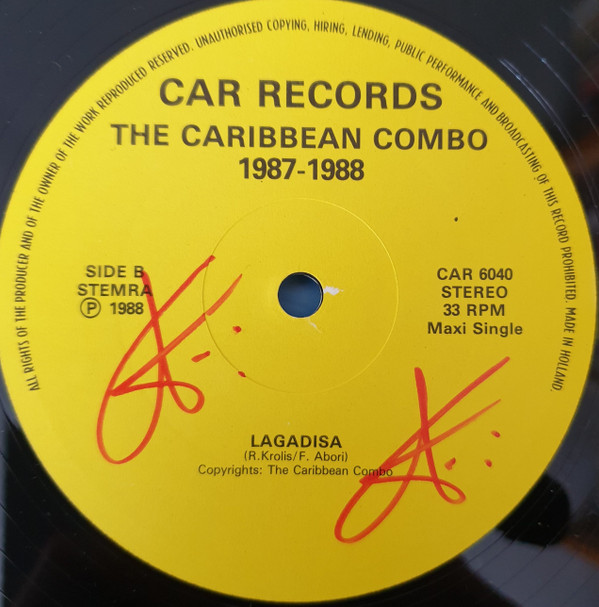 ALL RIGHTS OF THE PRODUCER AND OF THE OWNER OF THE WORK REPRODUCED RESERVED. UNAUTHORISED COPYING, HIRING, LENDING, PUBLIC PERFORMANCE AND BROADCASTING OF THIS RECORD PROHIBITED. MADE IN HOLLAND.
CAR RECORDS
THE CARIBBEAN COMBO
1987-1988
SIDE B
STEMRA
Ⓟ 1988
CAR 6040
STEREO
33 RPM
Maxi Single
LAGADISA
(R.Krolis/F. Abori)
Copyrights: The Caribbean Combo